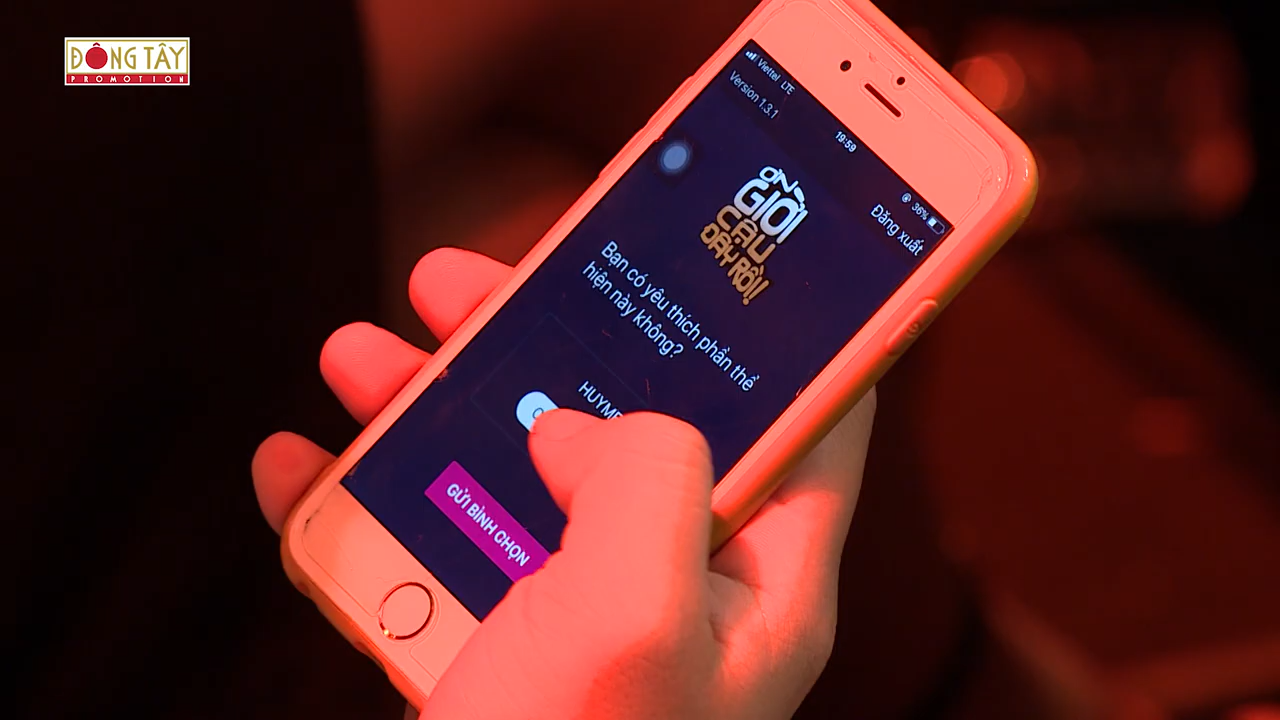 ĐÔNG TÂY
PROMOTION
Viettel LTE
19:59
36%
Version 1.3.1
Đăng xuất
ƠN
GIỜI
CẬU
ĐÂY RỒI!
Bạn có yêu thích phần thể
hiện này không?
GỬI BÌNH CHỌN